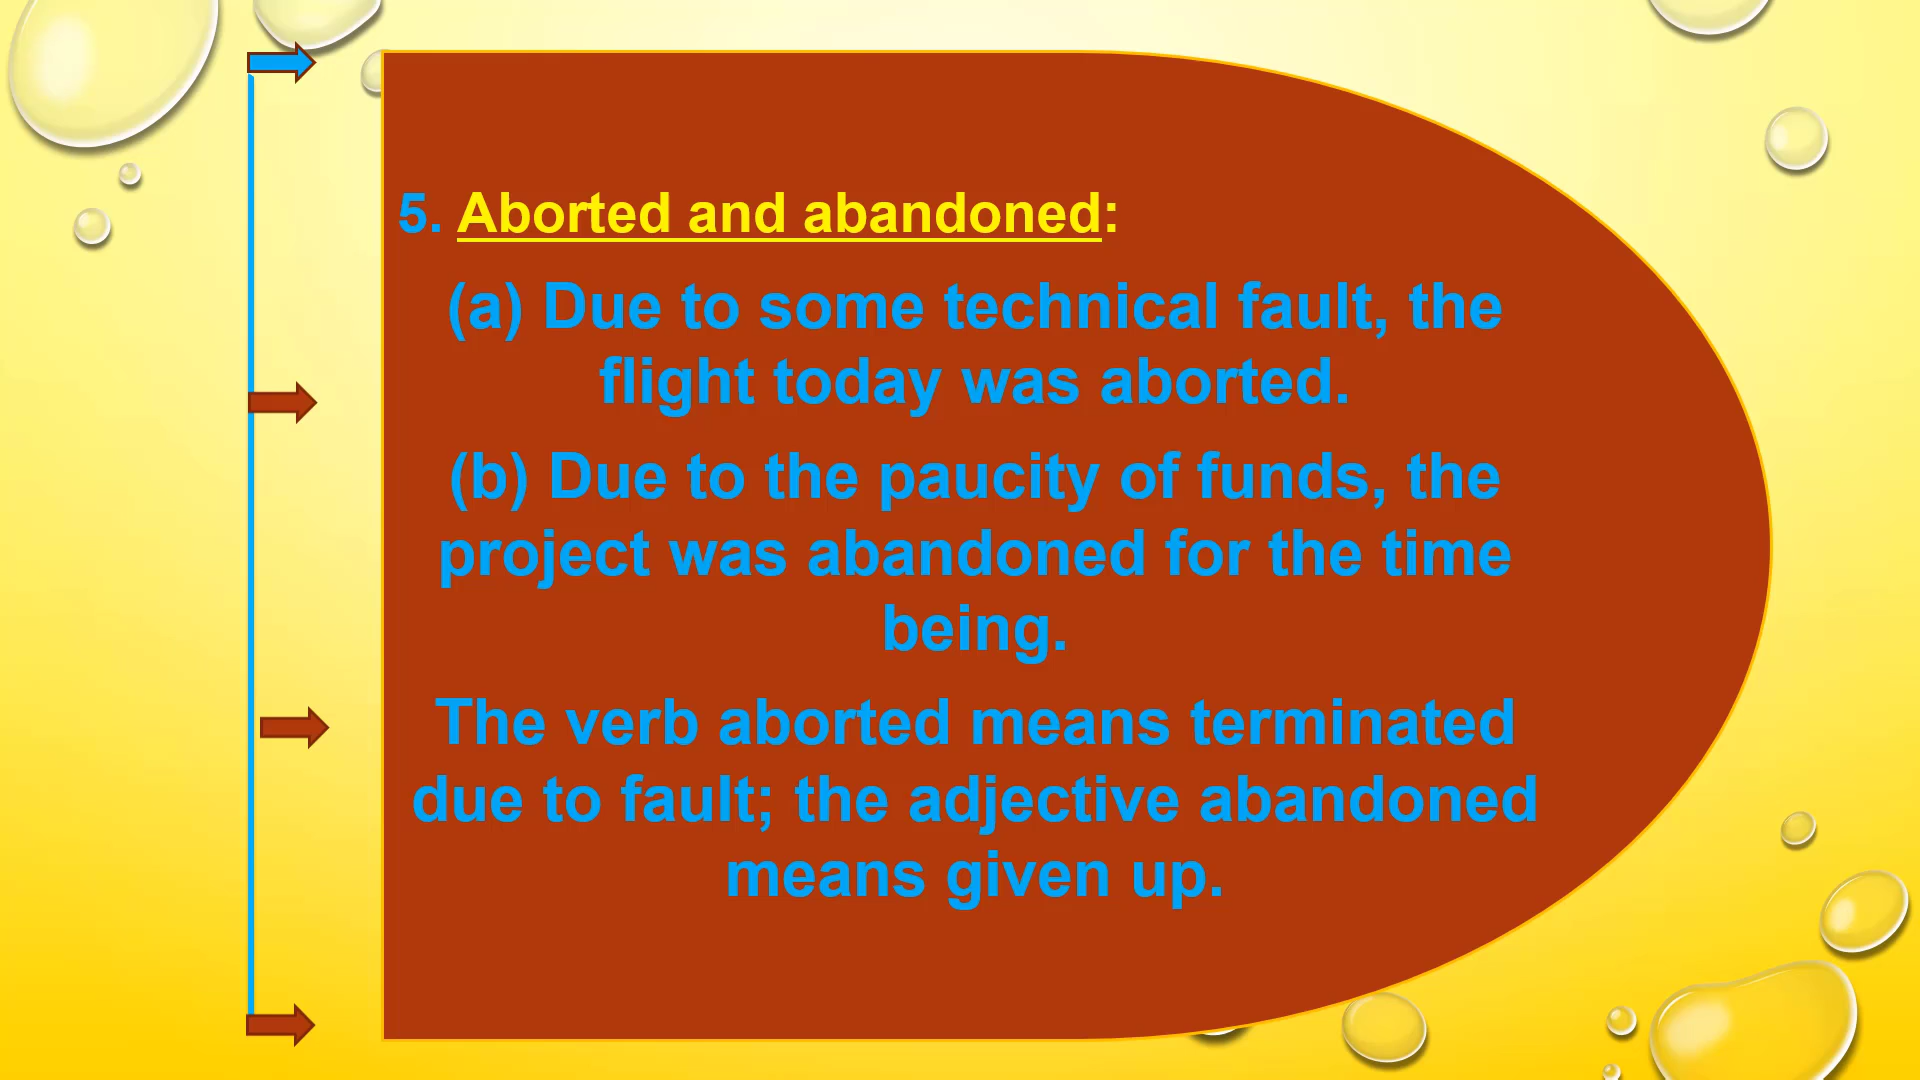 5. Aborted and abandoned:
(a) Due to some technical fault, the
flight today was aborted.
(b) Due to the paucity of funds, the
project was abandoned for the time
being.
The verb aborted means terminated
due to fault; the adjective abandoned
means given up.